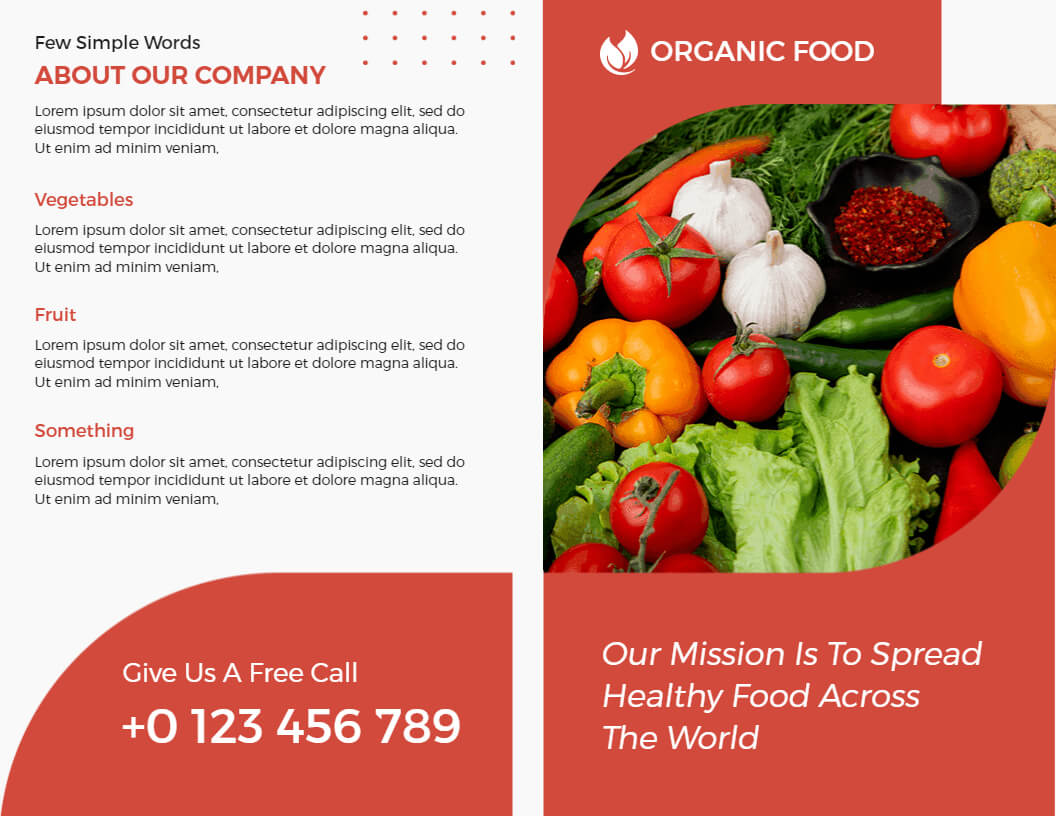 Few Simple Words
ABOUT OUR COMPANY
Lorem ipsum dolor sit amet, consectetur adipiscing elit, sed do
eiusmod tempor incididunt ut labore et dolore magna aliqua.
Ut enim ad minim veniam,
Vegetables
Lorem ipsum dolor sit amet, consectetur adipiscing elit, sed do
eiusmod tempor incididunt ut labore et dolore magna aliqua.
Ut enim ad minim veniam,
Fruit
Lorem ipsum dolor sit amet, consectetur adipiscing elit, sed do
eiusmod tempor incididunt ut labore et dolore magna aliqua.
Ut enim ad minim veniam,
Something
Lorem ipsum dolor sit amet, consectetur adipiscing elit, sed do
eiusmod tempor incididunt ut labore et dolore magna aliqua.
Ut enim ad minim veniam,
Give Us A Free Call
+0 123 456 789
ORGANIC FOOD
Our Mission Is To Spread
Healthy Food Across
The World